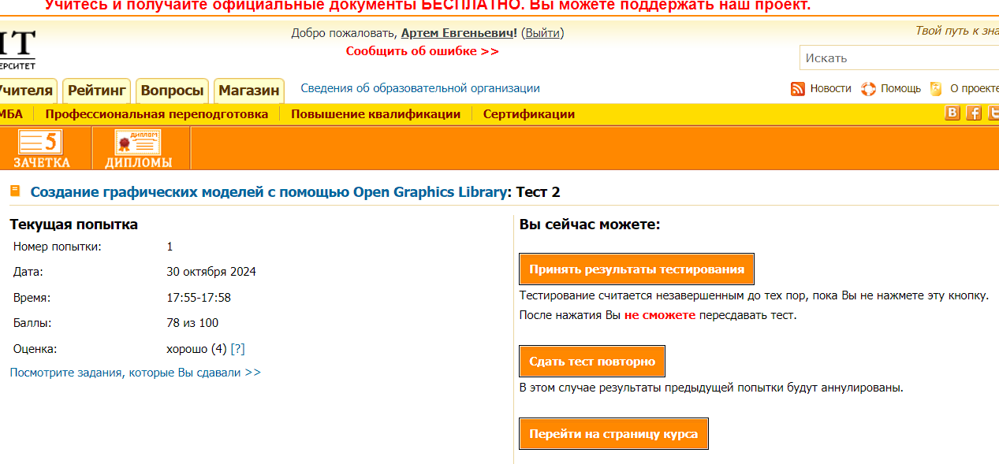 Учитесь и получайте официальные документы БЕСПЛАТНО. Вы можете поддержать наш проект.
Добро пожаловать, Артем Евгеньевич! (Выйти)
Твой путь к зна
Сообщить об ошибке >>
ИТ
ЕРСИТЕТ
Искать
Учителя Рейтинг Вопросы Магазин Сведения об образовательной организации Новости Помощь О проекте
МБА Профессиональная переподготовка Повышение квалификации Сертификации
5 ЗАЧЕТКА
ДИПЛОМ ДИПЛОМЫ
Создание графических моделей с помощью Open Graphics Library: Тест 2
Текущая попытка
Номер попытки: 1
Дата: 30 октября 2024
Время: 17:55-17:58
Баллы: 78 из 100
Оценка: хорошо (4) [?]
Посмотрите задания, которые Вы сдавали >>
Вы сейчас можете:
Принять результаты тестирования
Тестирование считается незавершенным до тех пор, пока Вы не нажмете эту кнопку.
После нажатия Вы не сможете пересдавать тест.
Сдать тест повторно
В этом случае результаты предыдущей попытки будут аннулированы.
Перейти на страницу курса